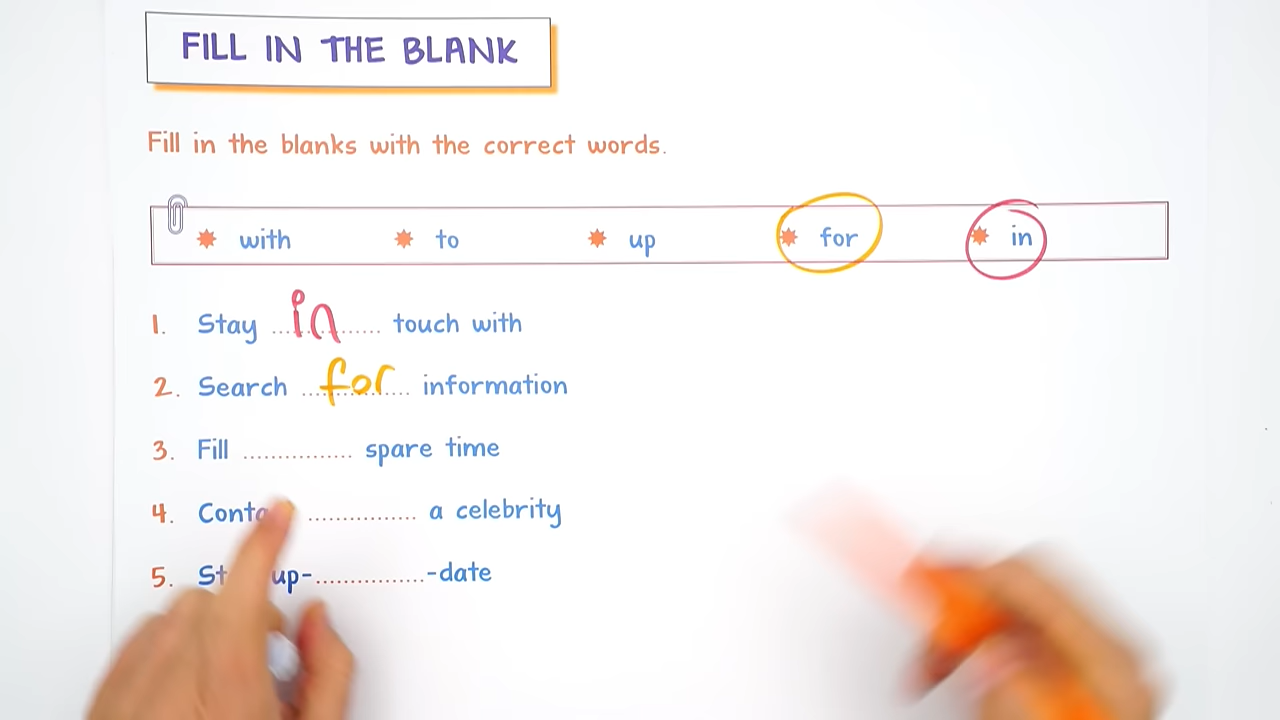 FILL IN THE BLANK
Fill in the blanks with the correct words.
with to up for in
1. Stay in touch with
2. Search for information
3. Fill ............... spare time
4. ................ a celebrity
5. up-................-date